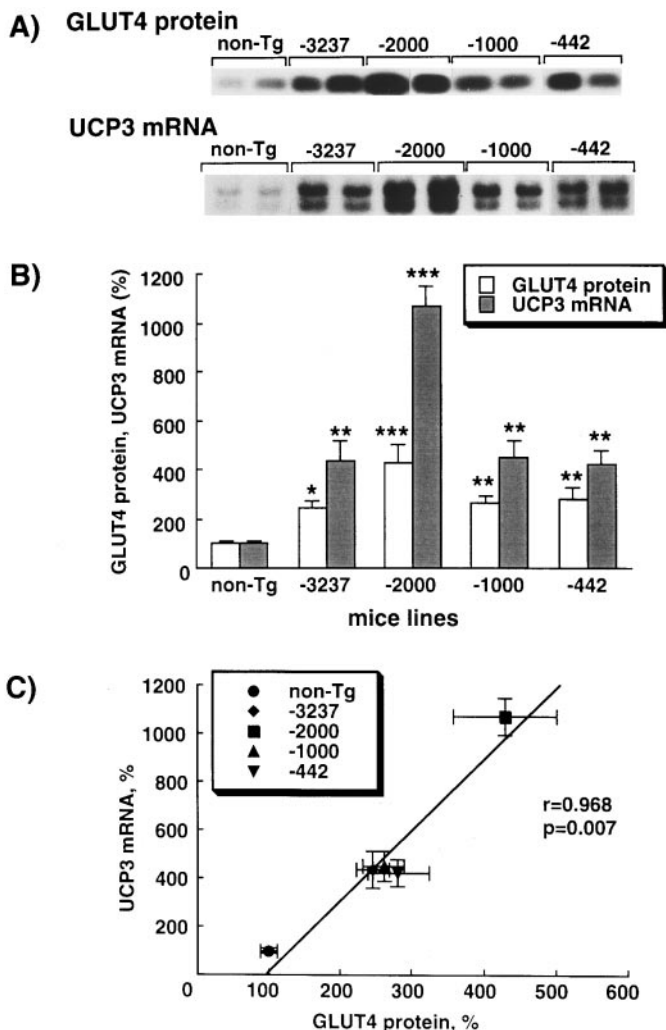 A)
GLUT4 protein
non-Tg -3237 -2000 -1000 -442
UCP3 mRNA
non-Tg -3237 -2000 -1000 -442
B)
GLUT4 protein, UCP3 mRNA (%)
1200
1000
800
600
400
200
0
GLUT4 protein
UCP3 mRNA
* ** *** *** ** ** ** **
non-Tg -3237 -2000 -1000 -442
mice lines
C)
UCP3 mRNA, %
1200
1000
800
600
400
200
0
non-Tg
-3237
-2000
-1000
-442
r=0.968
p=0.007
100 200 300 400 500 600
GLUT4 protein, %